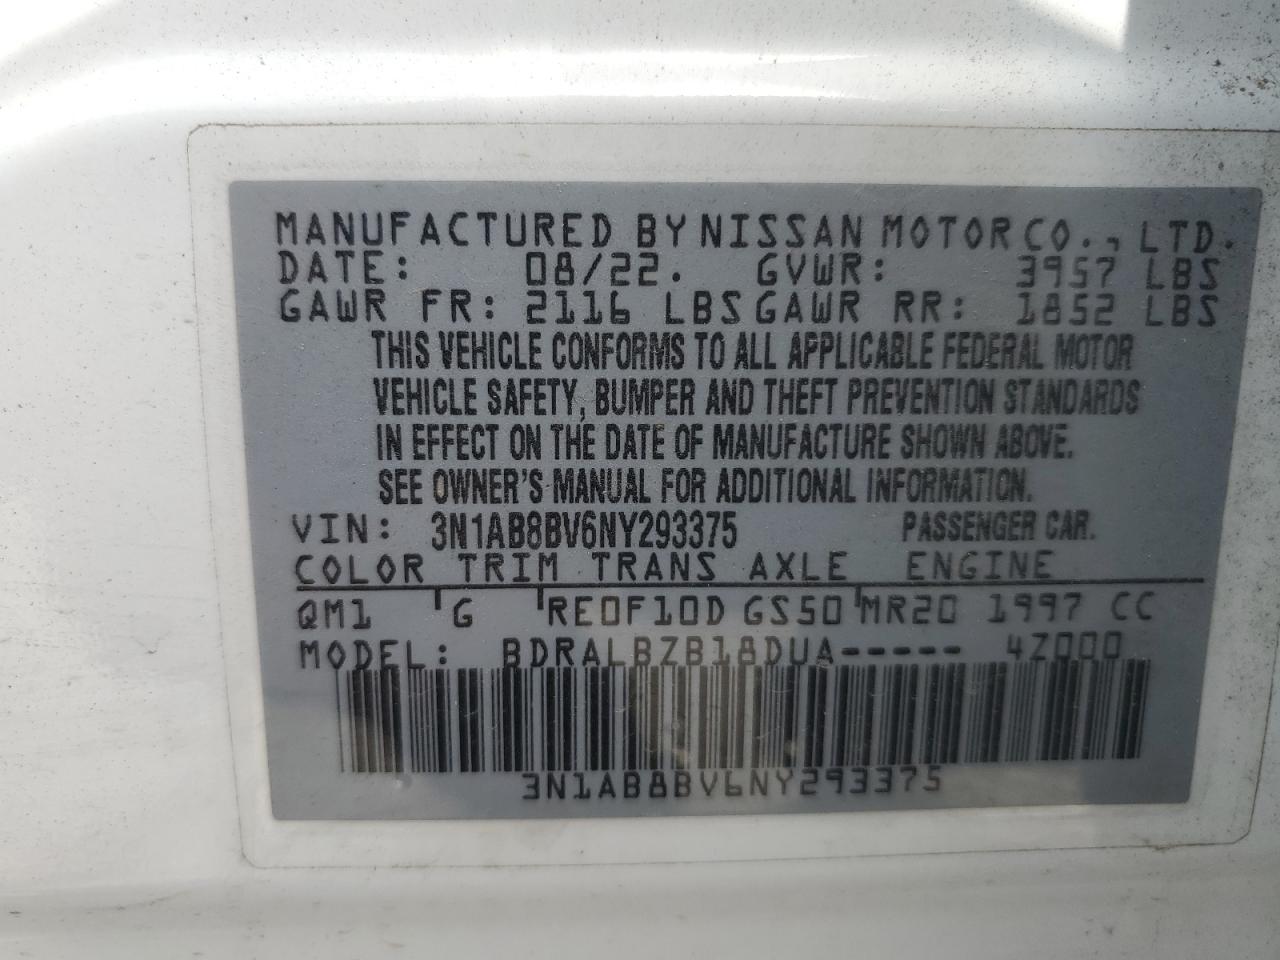 MANUFACTURED BY NISSAN MOTOR CO., LTD.
DATE: 08/22. GVWR: 3957 LBS
GAWR FR: 2116 LBS GAWR RR: 1852 LBS
THIS VEHICLE CONFORMS TO ALL APPLICABLE FEDERAL MOTOR
VEHICLE SAFETY, BUMPER AND THEFT PREVENTION STANDARDS
IN EFFECT ON THE DATE OF MANUFACTURE SHOWN ABOVE.
SEE OWNER'S MANUAL FOR ADDITIONAL INFORMATION.
VIN: 3N1AB8BV6NY293375 PASSENGER CAR.
COLOR TRIM TRANS AXLE ENGINE
QM1 G RE0F10D GS50 MR20 1997 CC
MODEL: BDRALBZB18DUA----- 4Z000
3N1AB8BV6NY293375